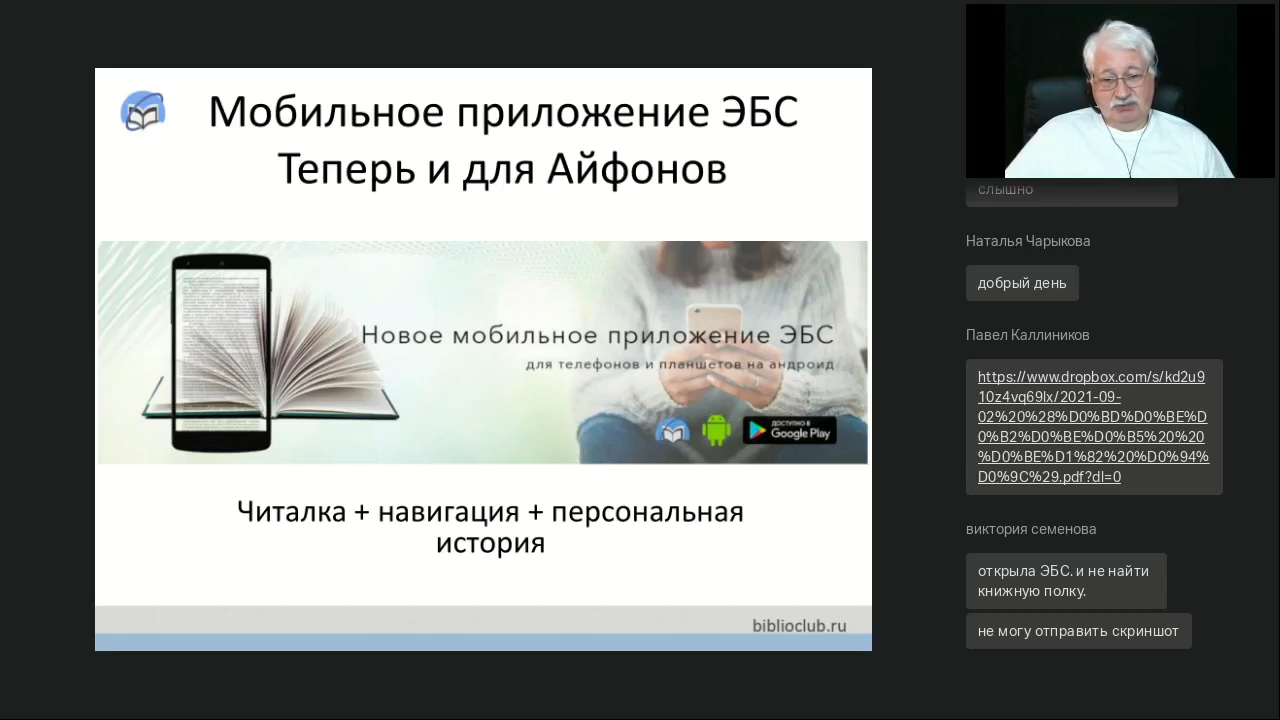 Мобильное приложение ЭБС
Теперь и для Айфонов
Новое мобильное приложение ЭБС
для телефонов и планшетов на андроид
ДОСТУПНО В
Google Play
Читалка + навигация + персональная
история
biblioclub.ru
слышно
Наталья Чарыкова
добрый день
Павел Каллиников
https://www.dropbox.com/s/kd2u9
10z4vq69lx/2021-09-
02%20%28%D0%BD%D0%BE%D
0%B2%D0%BE%D0%B5%20%20
%D0%BE%D1%82%20%D0%94%
D0%9C%29.pdf?dl=0
виктория семенова
открыла ЭБС. и не найти
книжную полку.
не могу отправить скриншот